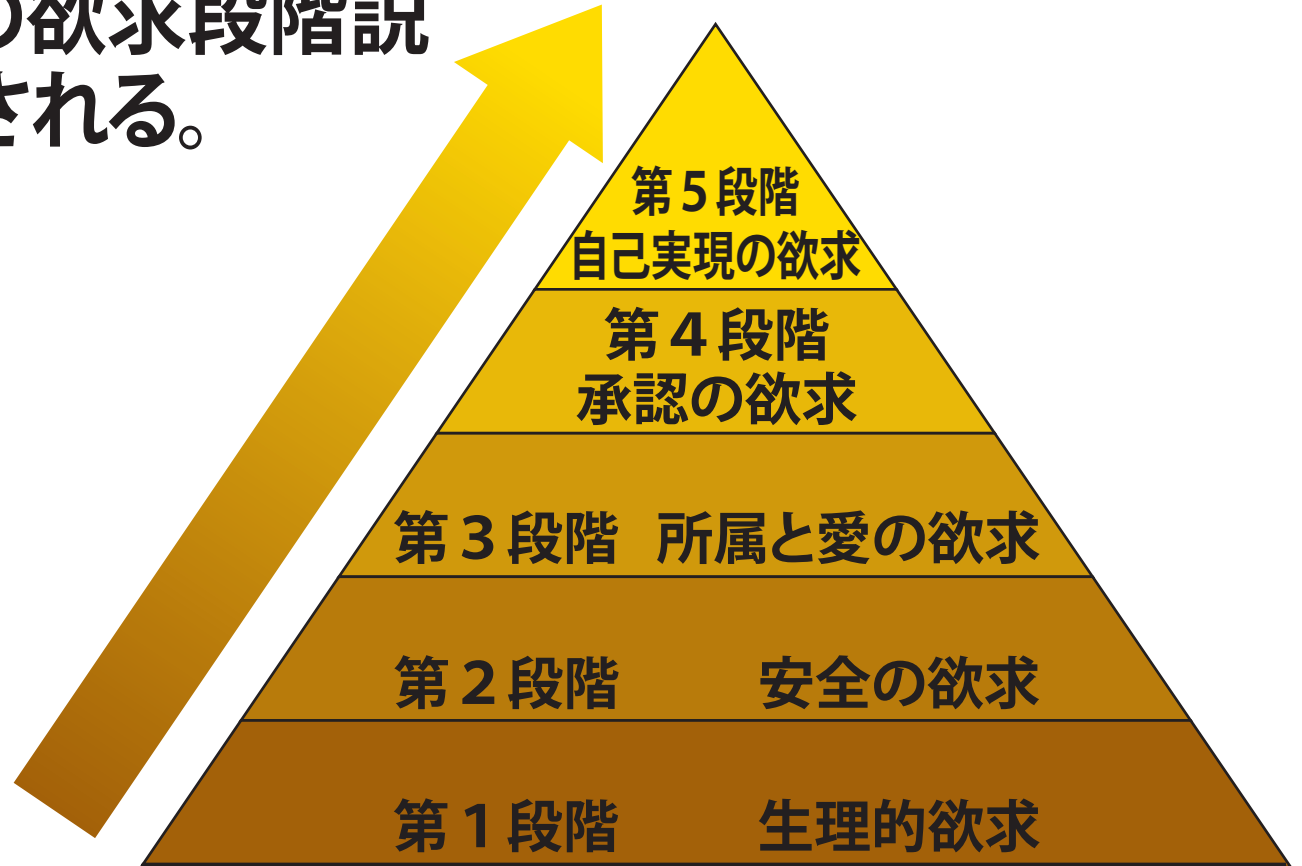 の欲求段階説
される。
第5段階
自己実現の欲求
第4段階
承認の欲求
第3段階 所属と愛の欲求
第2段階 安全の欲求
第1段階 生理的欲求